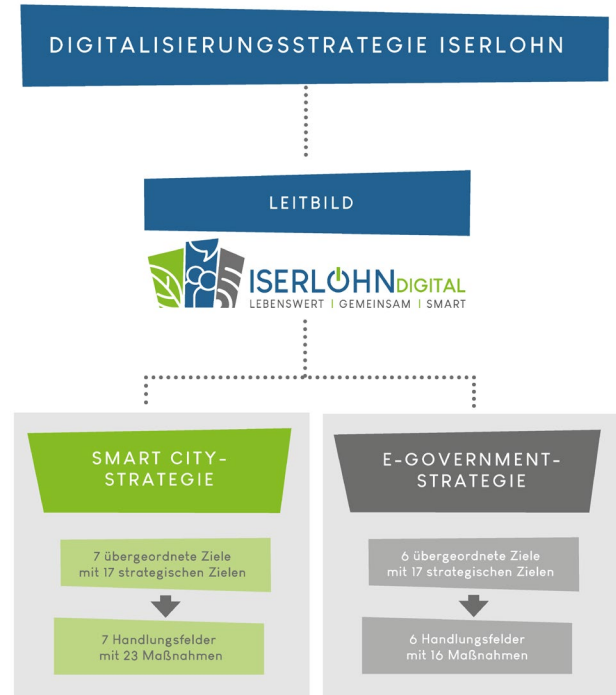 DIGITALISIERUNGSSTRATEGIE ISERLOHN
LEITBILD
ISERLOHNDIGITAL
LEBENSWERT | GEMEINSAM | SMART
SMART CITY-
STRATEGIE
7 übergeordnete Ziele
mit 17 strategischen Zielen
7 Handlungsfelder
mit 23 Maßnahmen
E-GOVERNMENT-
STRATEGIE
6 übergeordnete Ziele
mit 17 strategischen Zielen
6 Handlungsfelder
mit 16 Maßnahmen